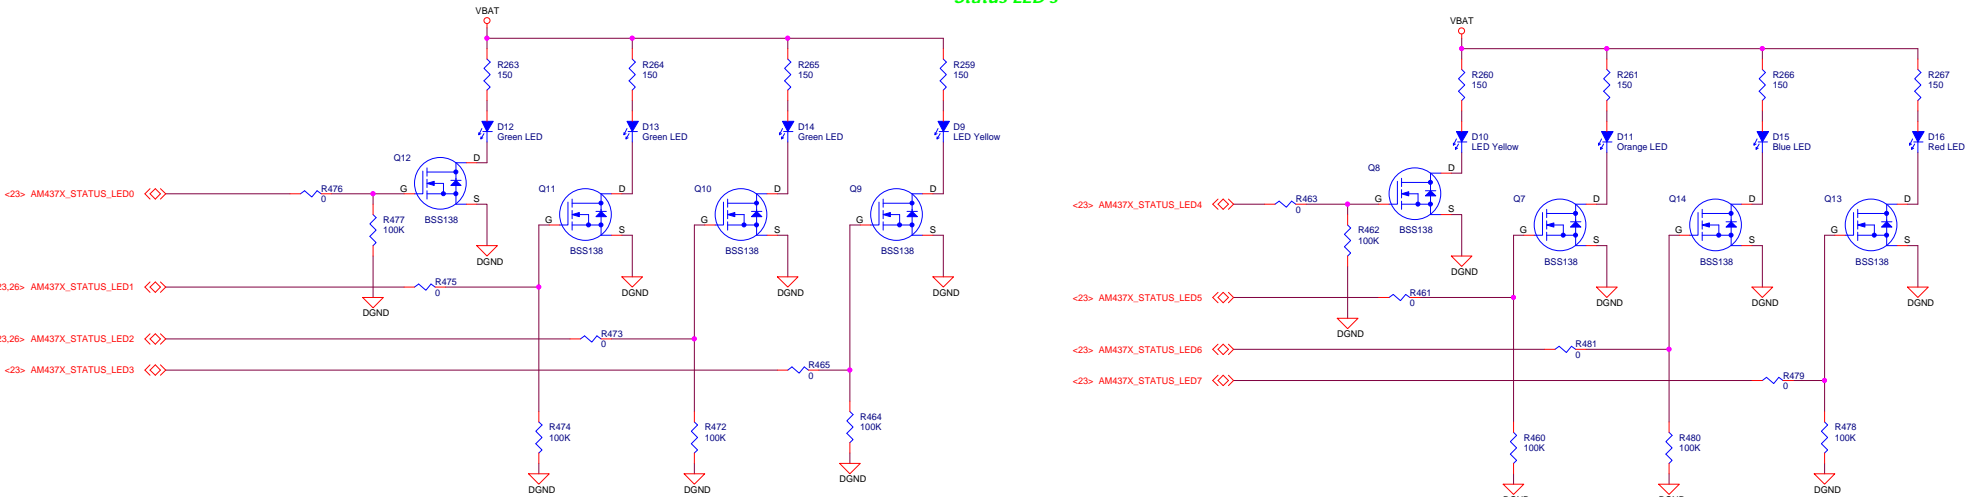 Status LED's
VBAT
R263
150
R264
150
R265
150
R259
150
D12
Green LED
D13
Green LED
D14
Green LED
D9
LED Yellow
Q12
D
G
S
BSS138
DGND
<23> AM437X_STATUS_LED0
R476
0
R477
100K
DGND
Q11
D
G
S
BSS138
DGND
Q10
D
G
S
BSS138
DGND
Q9
D
G
S
BSS138
DGND
23,26> AM437X_STATUS_LED1
R475
0
23,26> AM437X_STATUS_LED2
R473
0
<23> AM437X_STATUS_LED3
R465
0
R474
100K
DGND
R472
100K
DGND
R464
100K
DGND
VBAT
R260
150
R261
150
R266
150
R267
150
D10
LED Yellow
D11
Orange LED
D15
Blue LED
D16
Red LED
Q8
D
G
S
BSS138
DGND
<23> AM437X_STATUS_LED4
R463
0
R462
100K
DGND
Q7
D
G
S
BSS138
DGND
Q14
D
G
S
BSS138
DGND
Q13
D
G
S
BSS138
DGND
<23> AM437X_STATUS_LED5
R461
0
<23> AM437X_STATUS_LED6
R481
0
<23> AM437X_STATUS_LED7
R479
0
R460
100K
DGND
R480
100K
DGND
R478
100K
DGND